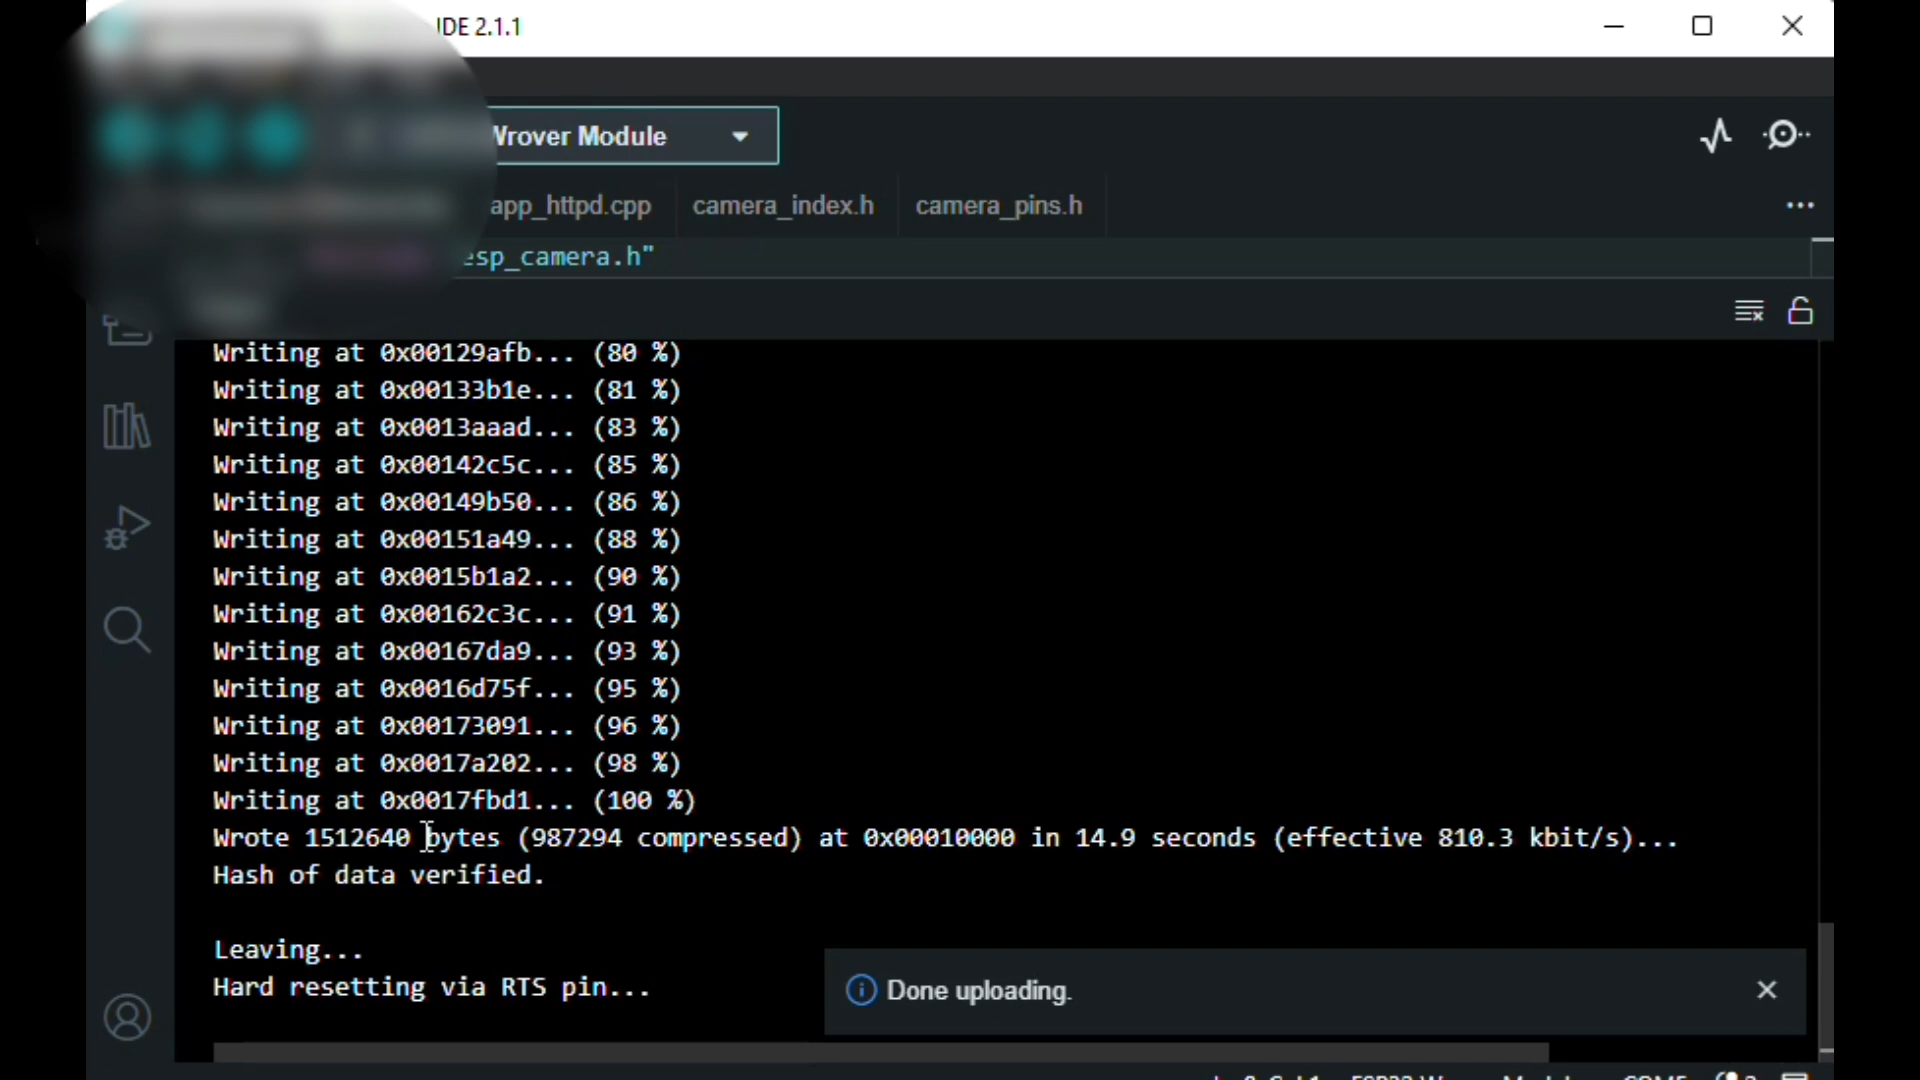 IDE 2.1.1
Wrover Module
app_httpd.cpp camera_index.h camera_pins.h
esp_camera.h"
Writing at 0x00129afb... (80 %)
Writing at 0x00133b1e... (81 %)
Writing at 0x0013aaad... (83 %)
Writing at 0x00142c5c... (85 %)
Writing at 0x00149b50... (86 %)
Writing at 0x00151a49... (88 %)
Writing at 0x0015b1a2... (90 %)
Writing at 0x00162c3c... (91 %)
Writing at 0x00167da9... (93 %)
Writing at 0x0016d75f... (95 %)
Writing at 0x00173091... (96 %)
Writing at 0x0017a202... (98 %)
Writing at 0x0017fbd1... (100 %)
Wrote 1512640 bytes (987294 compressed) at 0x00010000 in 14.9 seconds (effective 810.3 kbit/s)...
Hash of data verified.
Leaving...
Hard resetting via RTS pin...
Done uploading.